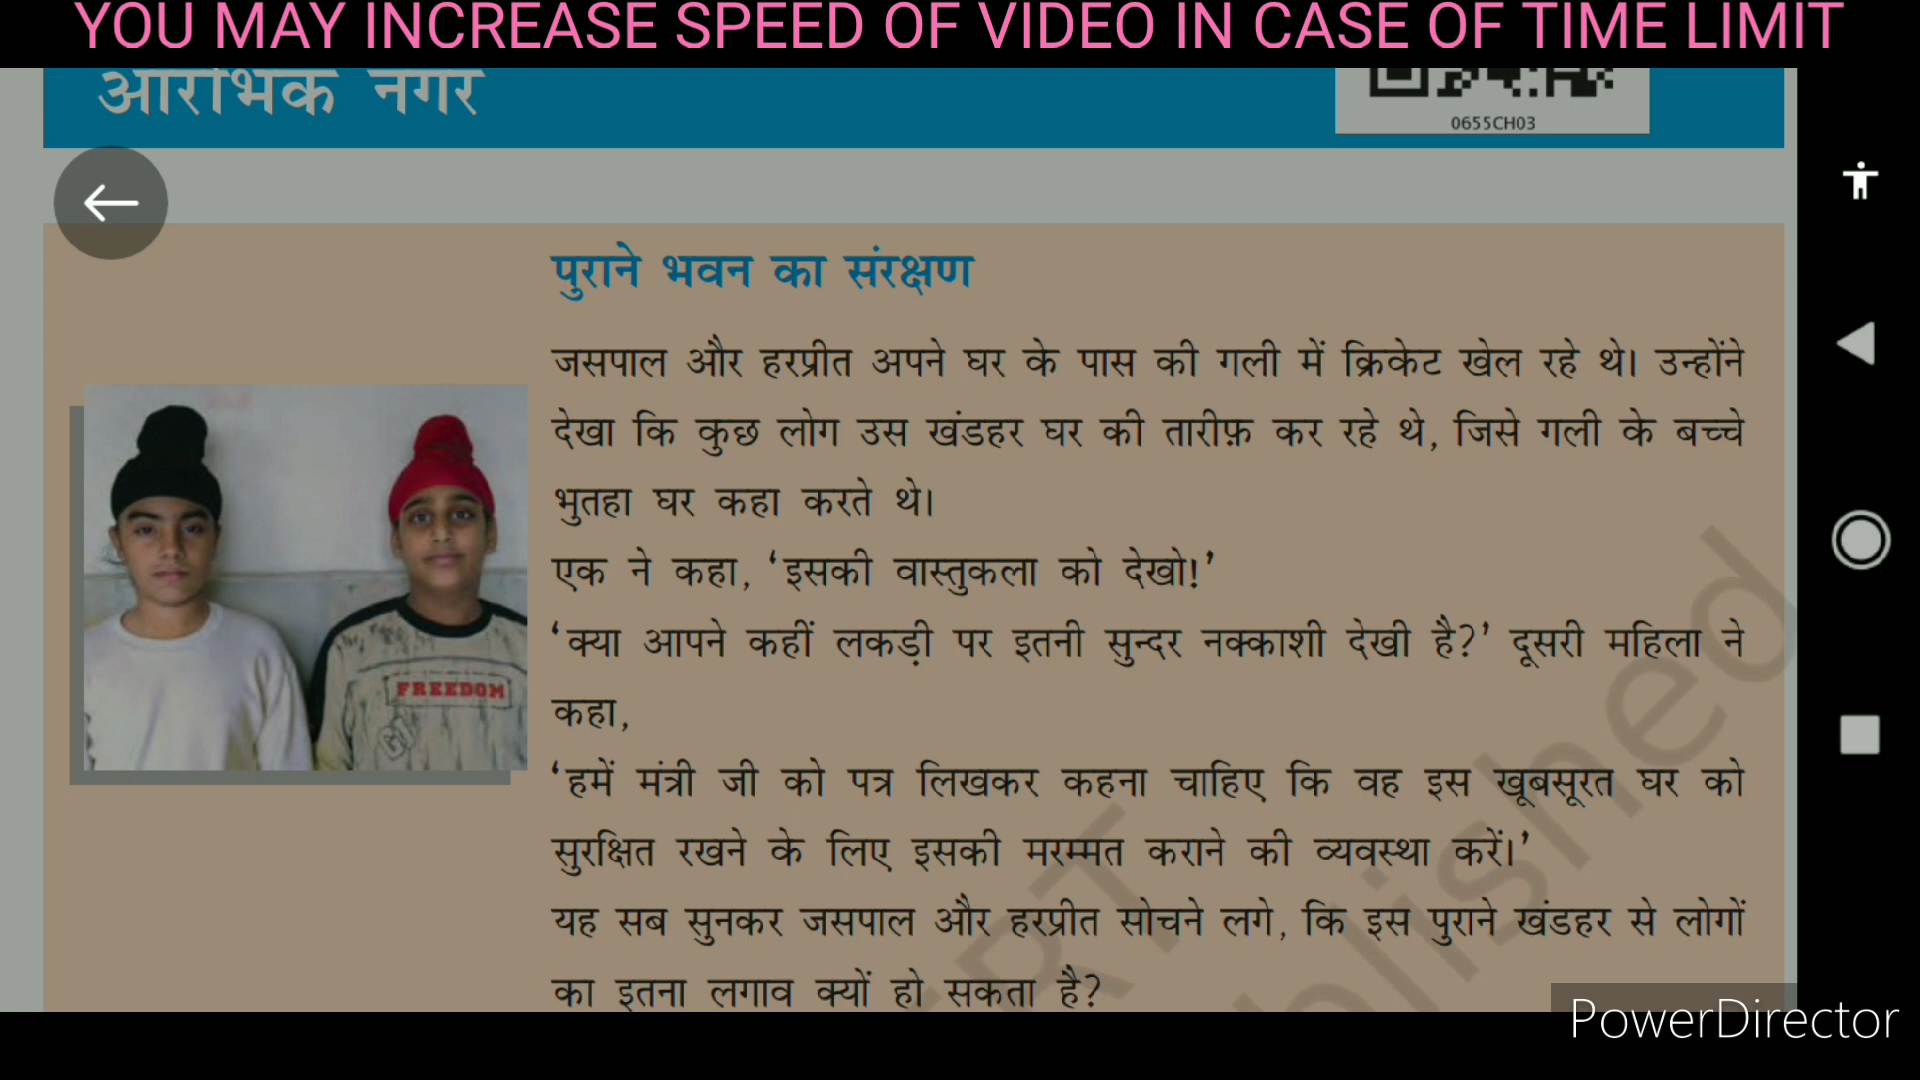 YOU MAY INCREASE SPEED OF VIDEO IN CASE OF TIME LIMIT
आरंभिक नगर
0655CH03
पुराने भवन का संरक्षण
जसपाल और हरप्रीत अपने घर के पास की गली में क्रिकेट खेल रहे थे। उन्होंने
देखा कि कुछ लोग उस खंडहर घर की तारीफ़ कर रहे थे, जिसे गली के बच्चे
भुतहा घर कहा करते थे।
एक ने कहा, ‘इसकी वास्तुकला को देखो!’
‘क्या आपने कहीं लकड़ी पर इतनी सुन्दर नक्काशी देखी है?’ दूसरी महिला ने
कहा,
‘हमें मंत्री जी को पत्र लिखकर कहना चाहिए कि वह इस खूबसूरत घर को
सुरक्षित रखने के लिए इसकी मरम्मत कराने की व्यवस्था करें।’
यह सब सुनकर जसपाल और हरप्रीत सोचने लगे, कि इस पुराने खंडहर से लोगों
का इतना लगाव क्यों हो सकता है?
FREEDOM
PowerDirector